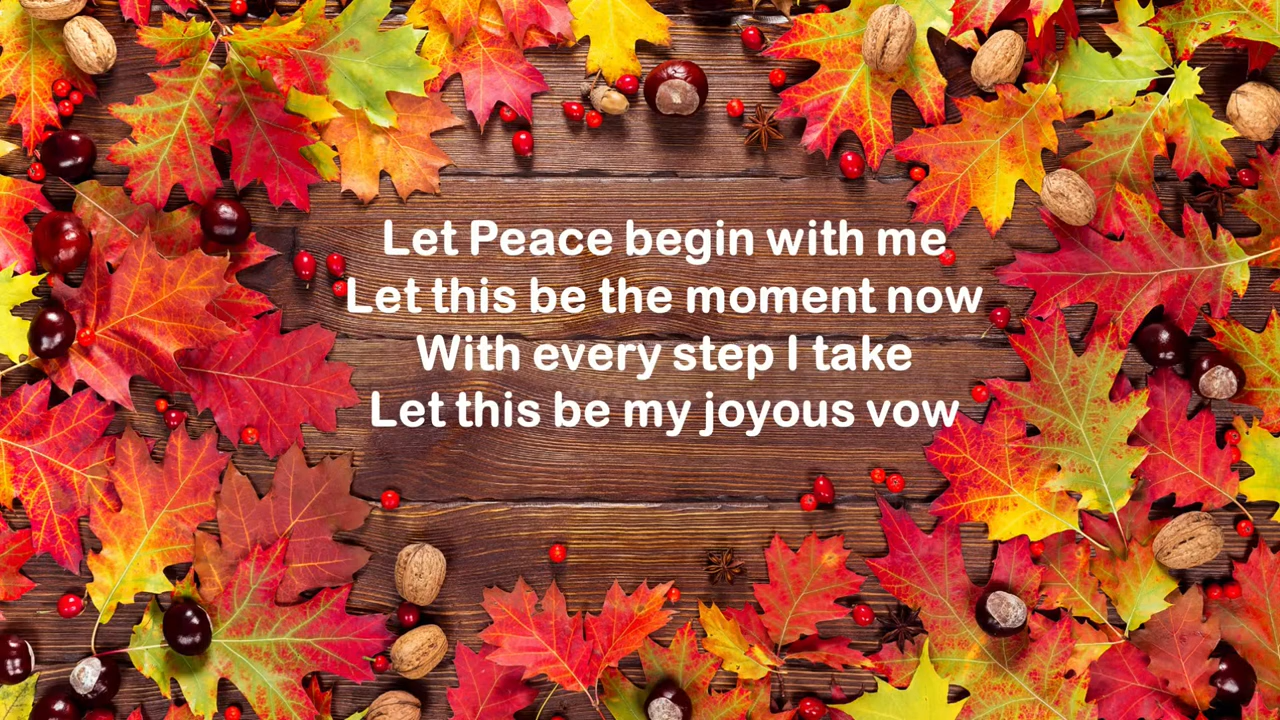 Let Peace begin with me
Let this be the moment now
With every step I take
Let this be my joyous vow